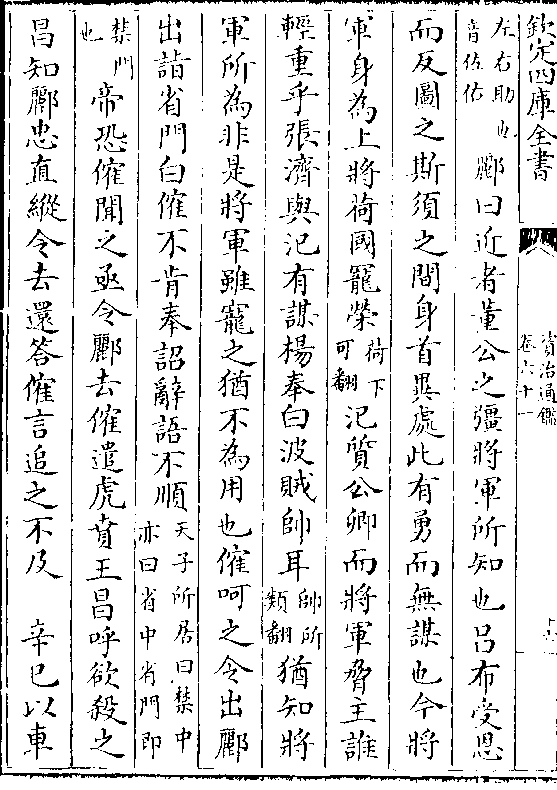 欽定四庫全書
資治通鑑
卷六十一
左右助也
音佐佑
酈曰近者董公之彊將軍所知也呂布受恩
而反圖之斯須之間身首異處此有勇而無謀也今將
軍身為上將荷國寵榮
荷下
可翻
汜質公卿而將軍脅主誰
輕重乎張濟與汜有謀楊奉白波賊帥耳
帥所
類翻
猶知將
軍所為非是將軍雖寵之猶不為用也傕呵之令出酈
出詣省門白傕不肯奉詔辭語不順
天子所居曰禁中
亦曰省中省門即
禁門
也
帝恐傕聞之亟令酈去傕遣虎賁王昌呼欲殺之
昌知酈忠直縱令去還答傕言追之不及　辛巳以車